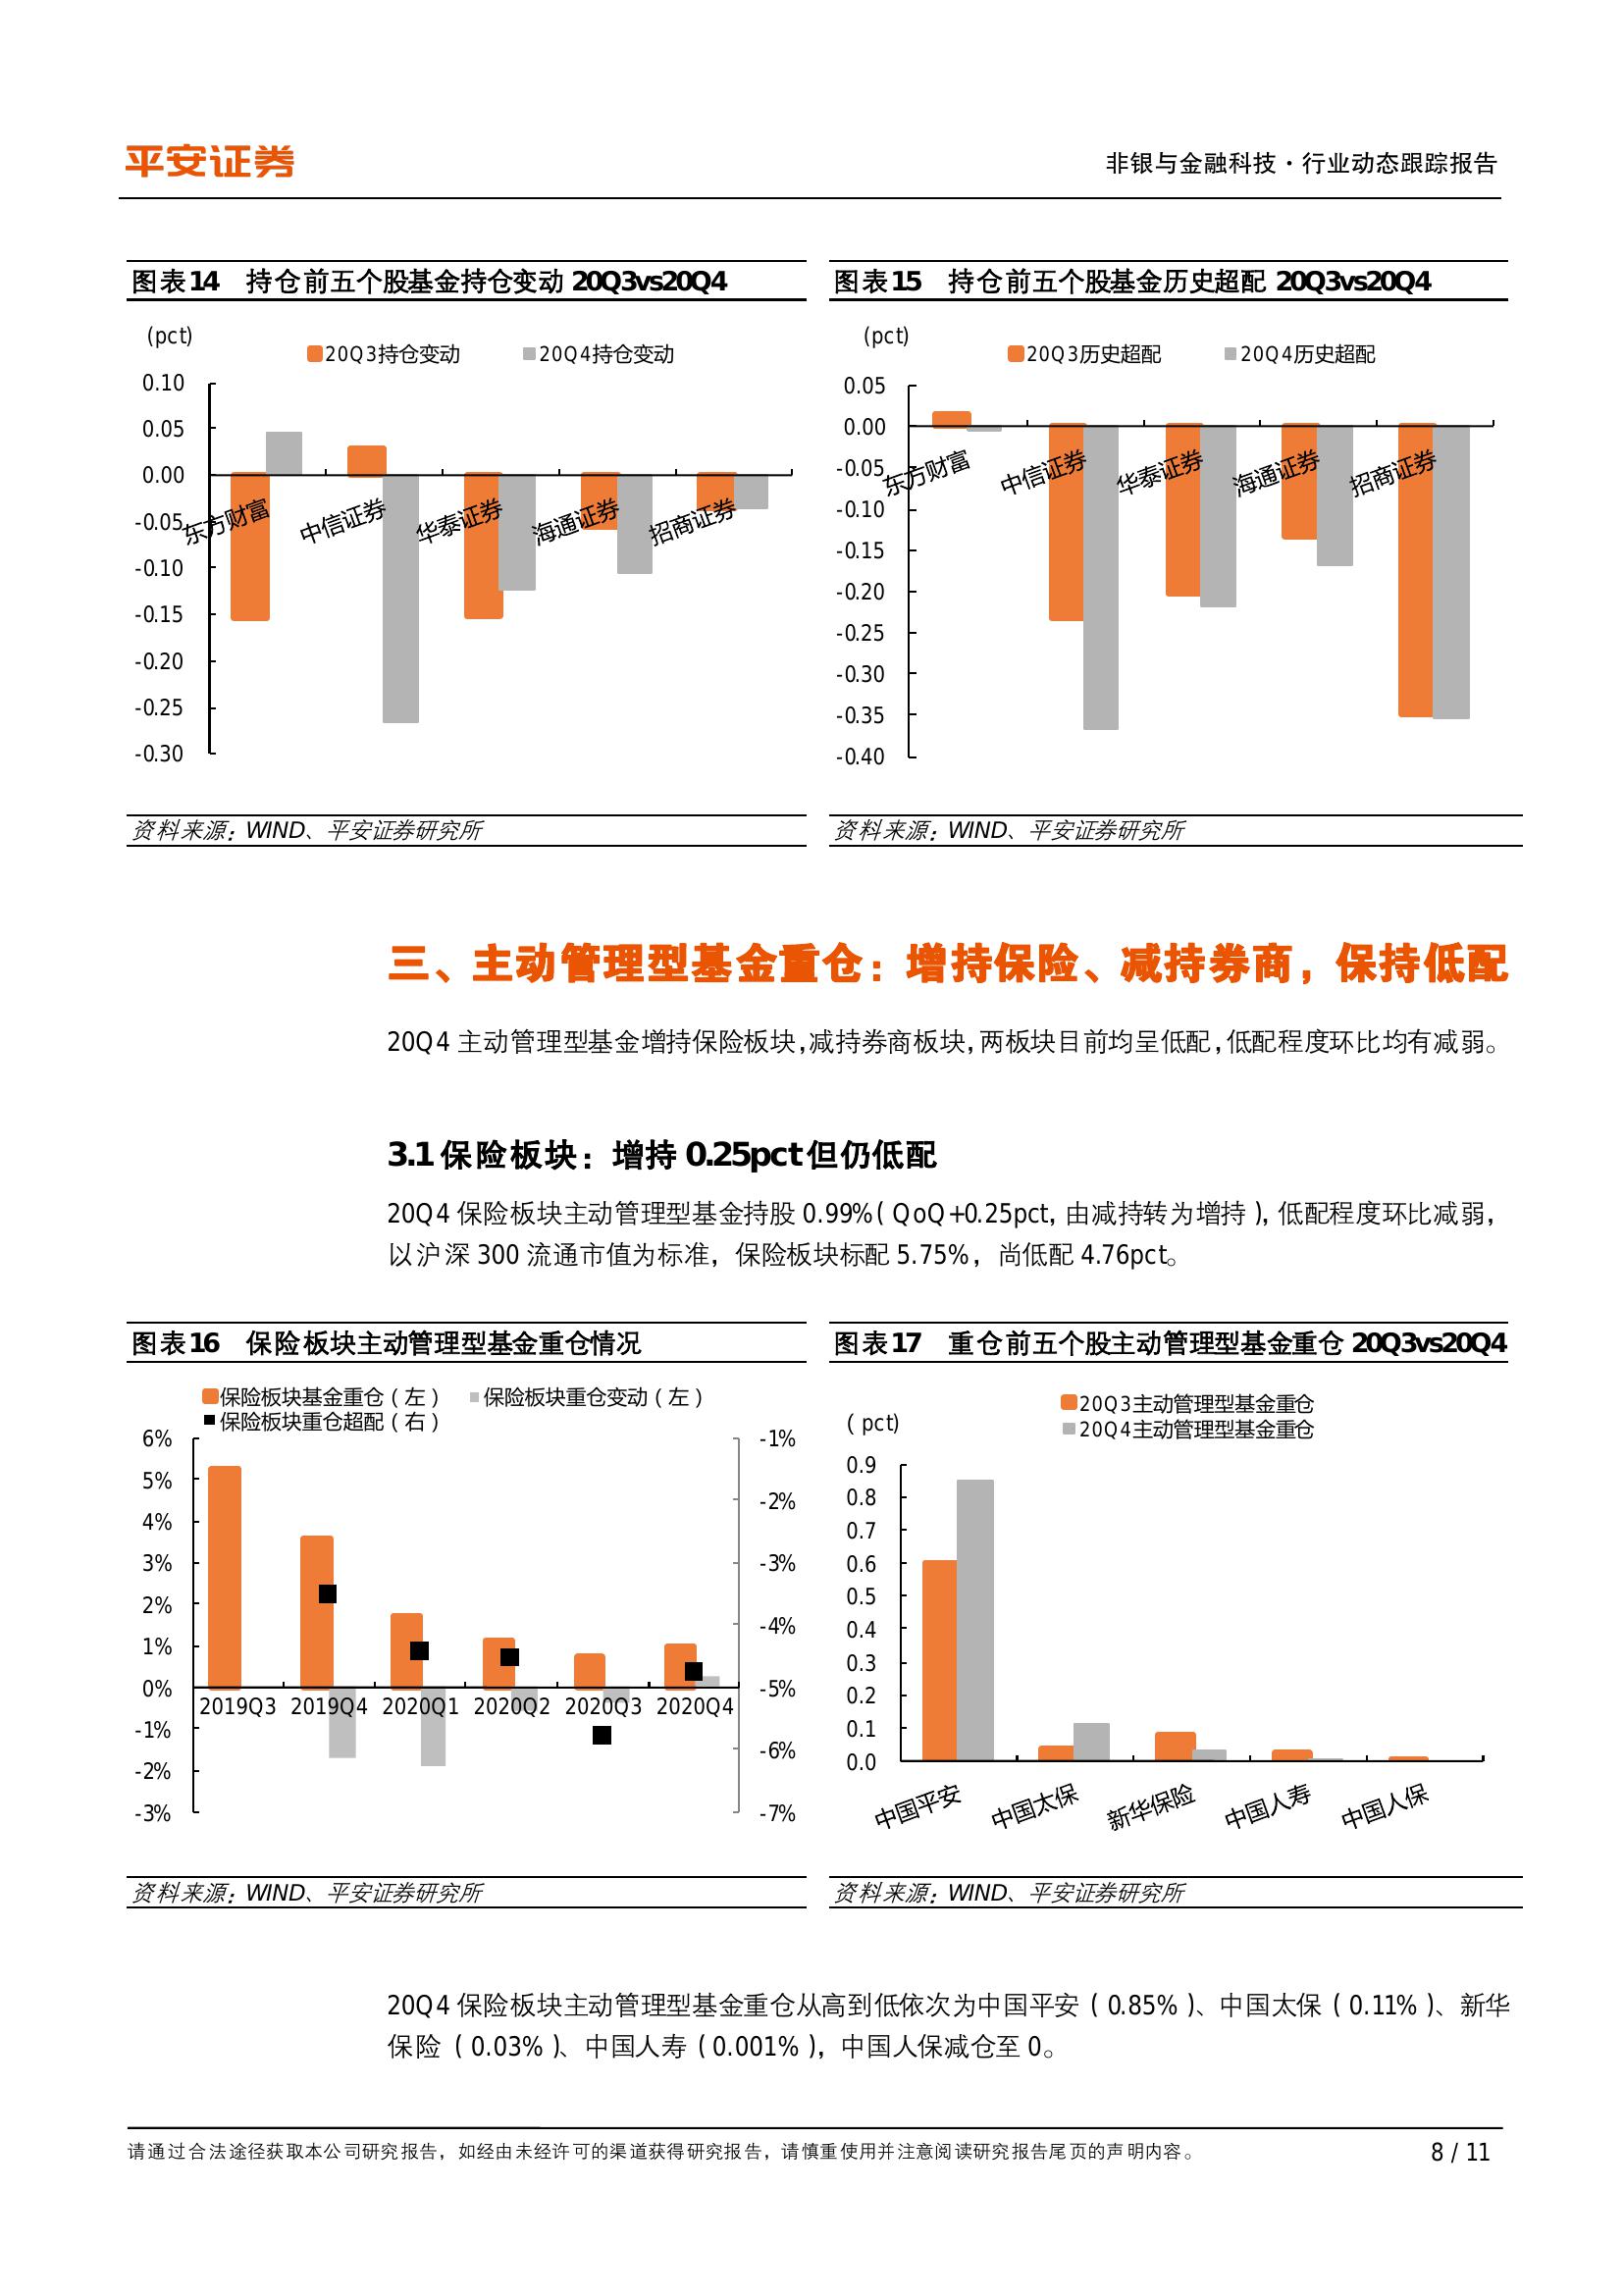 平安证券
非银与金融科技·行业动态跟踪报告
图表14 持仓前五个股基金持仓变动 20Q3vs20Q4
(pct)
20Q3持仓变动 20Q4持仓变动
0.10
0.05
0.00
-0.05
-0.10
-0.15
-0.20
-0.25
-0.30
东方财富 中信证券 华泰证券 海通证券 招商证券
资料来源：WIND、平安证券研究所
图表15 持仓前五个股基金历史超配 20Q3vs20Q4
(pct)
20Q3历史超配 20Q4历史超配
0.05
0.00
-0.05
-0.10
-0.15
-0.20
-0.25
-0.30
-0.35
-0.40
东方财富 中信证券 华泰证券 海通证券 招商证券
资料来源：WIND、平安证券研究所
三、主动管理型基金重仓：增持保险、减持券商，保持低配
20Q4 主动管理型基金增持保险板块，减持券商板块，两板块目前均呈低配，低配程度环比均有减弱。
3.1 保险板块：增持 0.25pct 但仍低配
20Q4 保险板块主动管理型基金持股 0.99%（QoQ+0.25pct，由减持转为增持），低配程度环比减弱，
以沪深 300 流通市值为标准，保险板块标配 5.75%，尚低配 4.76pct。
图表16 保险板块主动管理型基金重仓情况
保险板块基金重仓（左） 保险板块重仓变动（左）
保险板块重仓超配（右）
6%
5%
4%
3%
2%
1%
0%
-1%
-2%
-3%
-1%
-2%
-3%
-4%
-5%
-6%
-7%
2019Q3 2019Q4 2020Q1 2020Q2 2020Q3 2020Q4
资料来源：WIND、平安证券研究所
图表17 重仓前五个股主动管理型基金重仓 20Q3vs20Q4
（pct)
20Q3主动管理型基金重仓
20Q4主动管理型基金重仓
0.9
0.8
0.7
0.6
0.5
0.4
0.3
0.2
0.1
0.0
中国平安 中国太保 新华保险 中国人寿 中国人保
资料来源：WIND、平安证券研究所
20Q4 保险板块主动管理型基金重仓从高到低依次为中国平安（0.85%）、中国太保（0.11%）、新华
保险（0.03%）、中国人寿（0.001%），中国人保减仓至 0。
请通过合法途径获取本公司研究报告，如经由未经许可的渠道获得研究报告，请慎重使用并注意阅读研究报告尾页的声明内容。
8 / 11